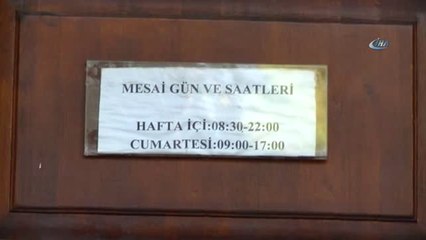 MESAİ GÜN VE SAATLERİ
HAFTA İÇİ:08:30-22:00
CUMARTESİ:09:00-17:00